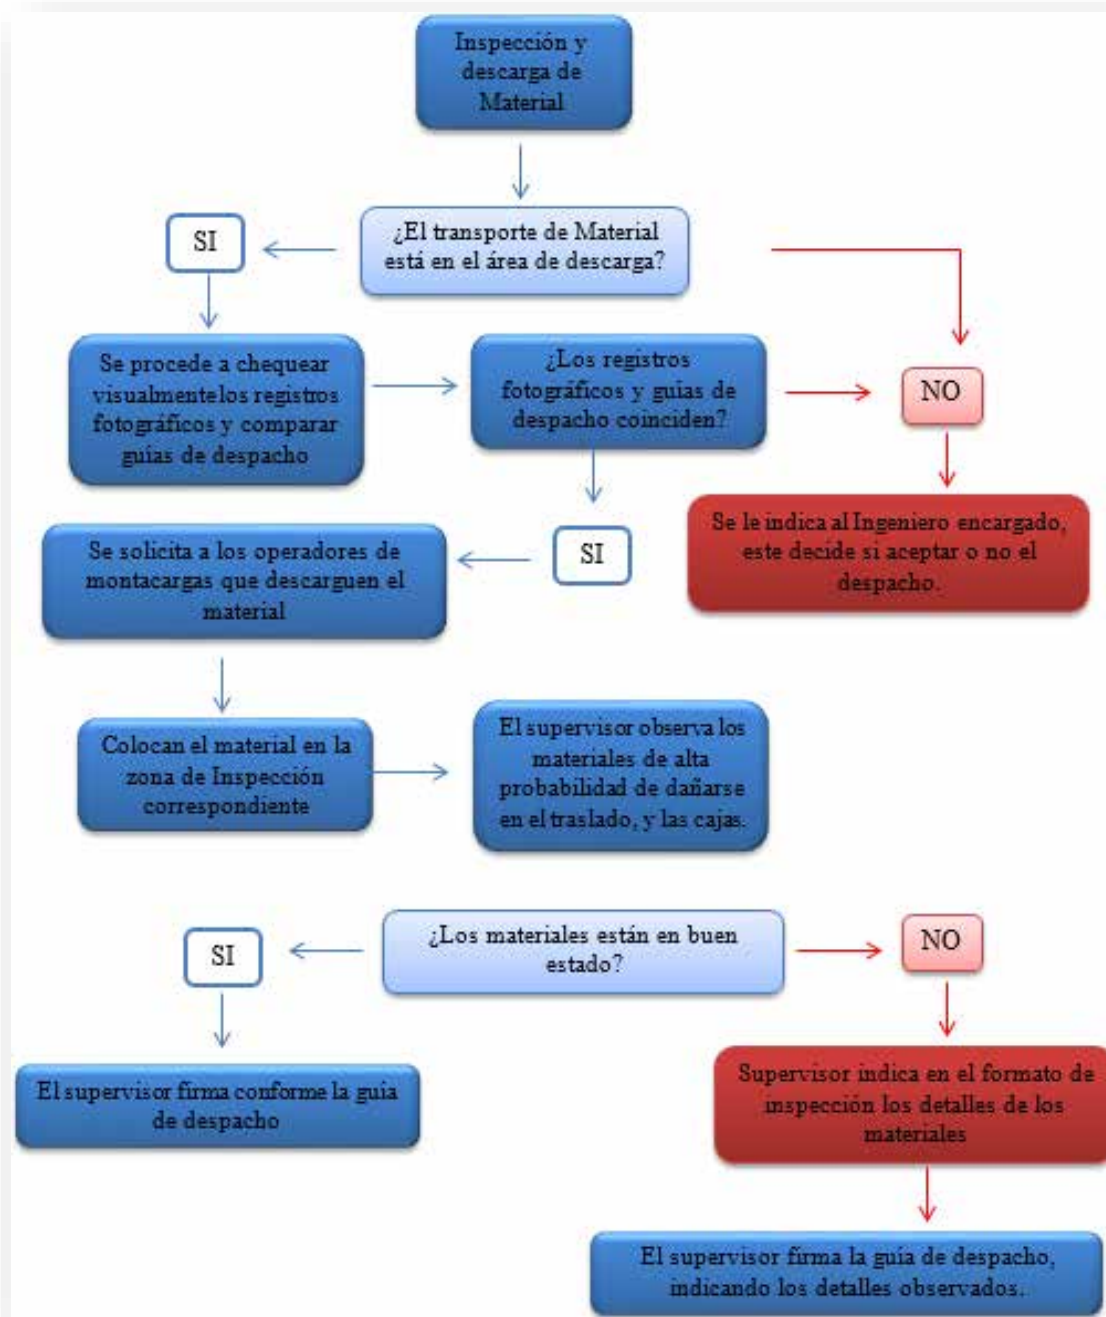 Inspección y
descarga de
Material
¿El transporte de Material
está en el área de descarga?
SI
Se procede a chequear
visualmente los registros
fotográficos y comparar
guías de despacho
¿Los registros
fotográficos y guías de
despacho coinciden?
NO
Se le indica al Ingeniero encargado,
este decide si aceptar o no el
despacho.
SI
Se solicita a los operadores de
montacargas que descarguen el
material
Colocan el material en la
zona de Inspección
correspondiente
El supervisor observa los
materiales de alta
probabilidad de dañarse
en el traslado, y las cajas.
¿Los materiales están en buen
estado?
SI
NO
El supervisor firma conforme la guía
de despacho
Supervisor indica en el formato de
inspección los detalles de los
materiales
El supervisor firma la guía de despacho,
indicando los detalles observados.